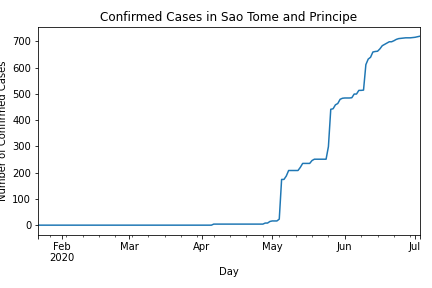 Confirmed Cases in Sao Tome and Principe
Number of Confirmed Cases
700
600
500
400
300
200
100
0
Feb Mar Apr May Jun Jul
2020
Day